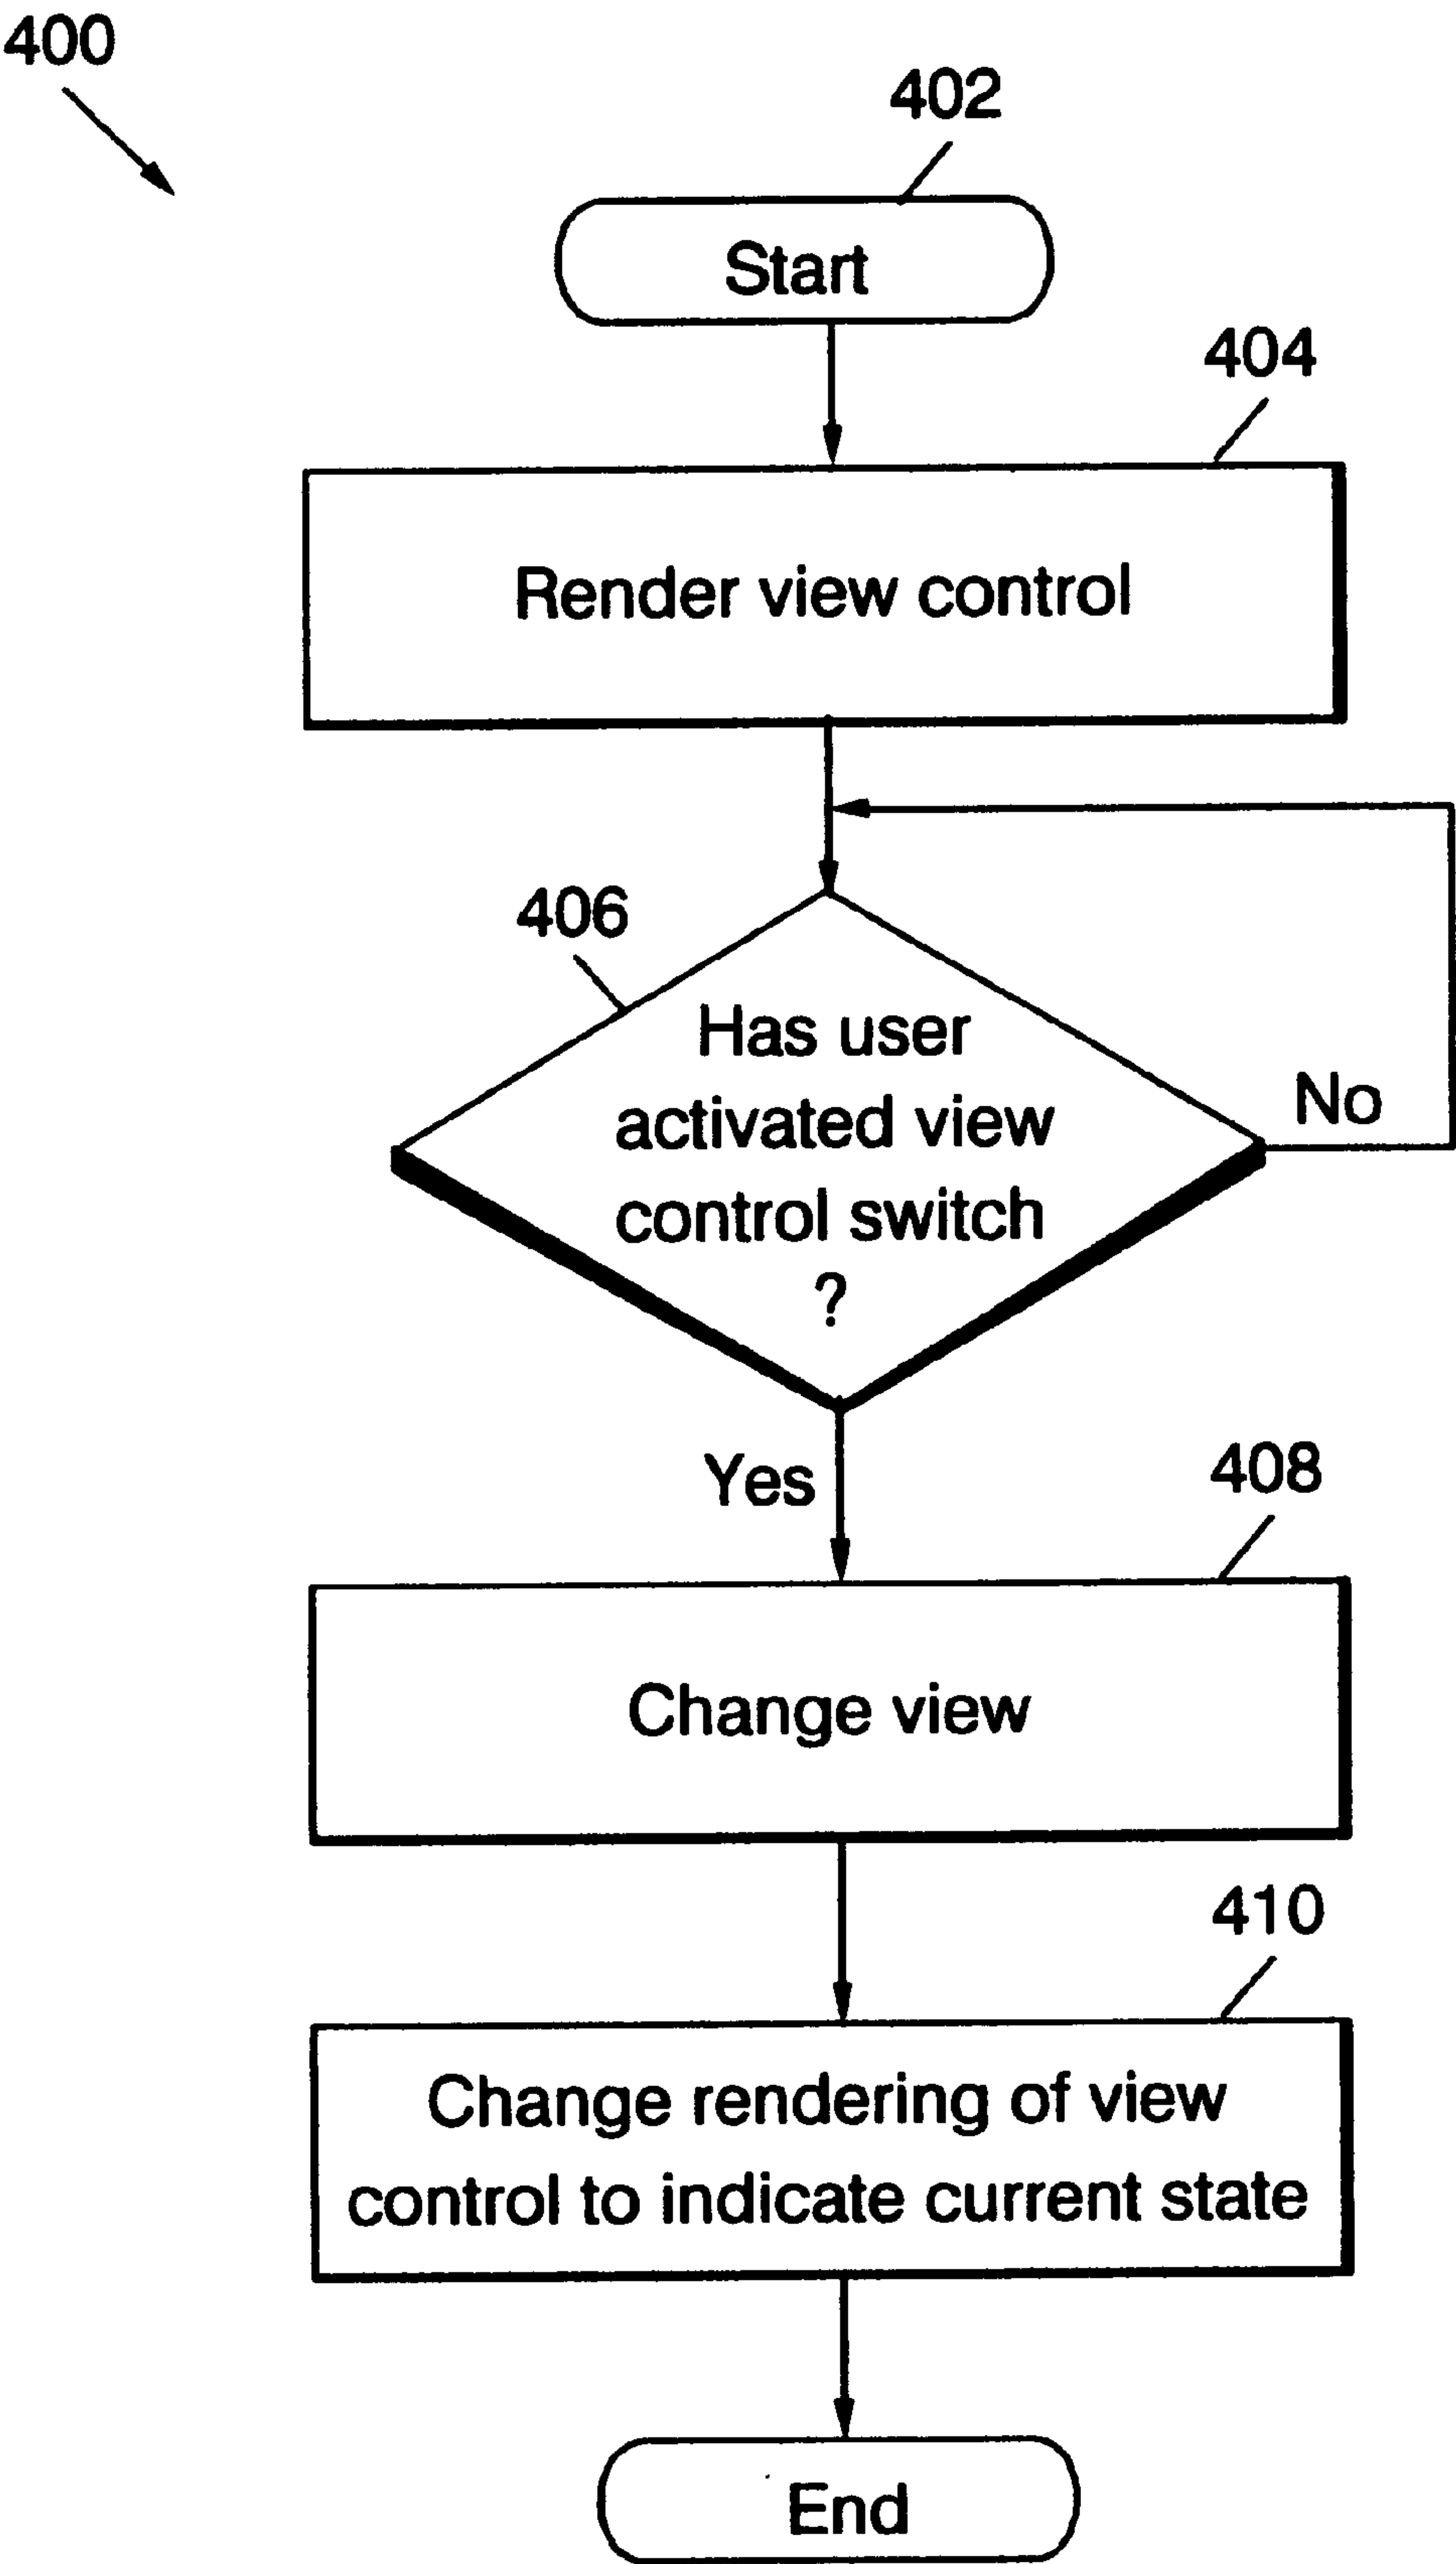 400
402
Start
404
Render view control
406
Has user
activated view
control switch
?
No
Yes
408
Change view
410
Change rendering of view
control to indicate current state
End